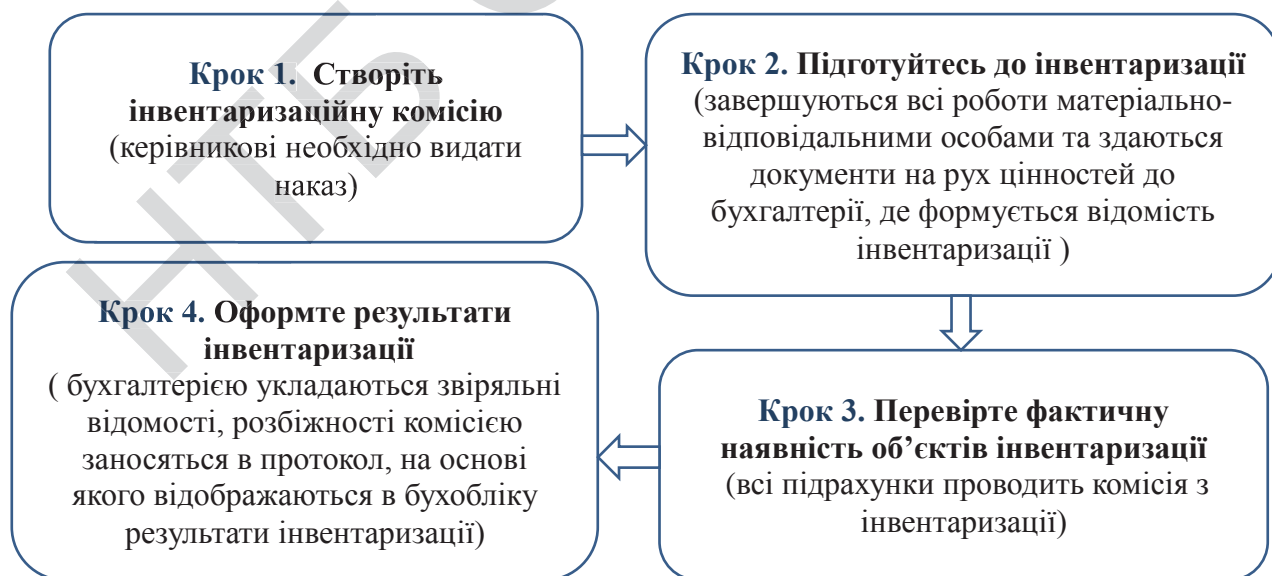 Крок 1. Створіть
інвентаризаційну комісію
(керівникові необхідно видати
наказ)
Крок 2. Підготуйтесь до інвентаризації
(завершуються всі роботи матеріально-
відповідальними особами та здаються
документи на рух цінностей до
бухгалтерії, де формується відомість
інвентаризації )
Крок 3. Перевірте фактичну
наявність об’єктів інвентаризації
(всі підрахунки проводить комісія з
інвентаризації)
Крок 4. Оформте результати
інвентаризації
( бухгалтерією укладаються звіряльні
відомості, розбіжності комісією
заносяться в протокол, на основі
якого відображаються в бухобліку
результати інвентаризації)
НТБ